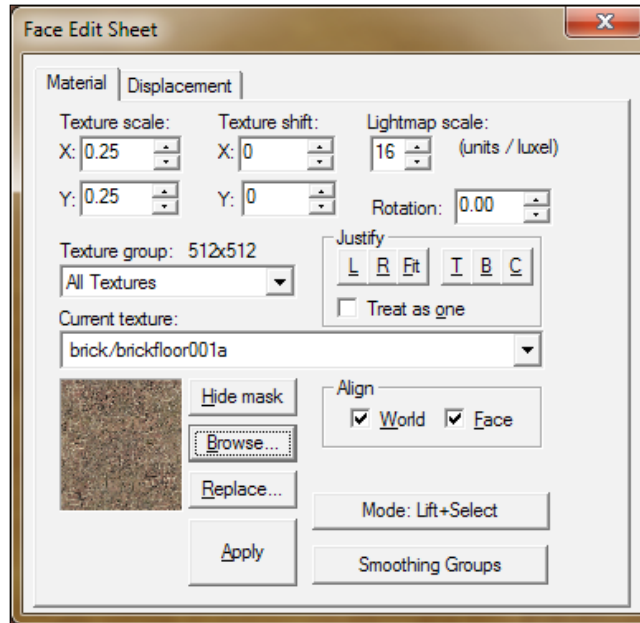 Face Edit Sheet
Material Displacement
Texture scale: Texture shift: Lightmap scale:
X: 0.25 X: 0 16 (units / luxel)
Y: 0.25 Y: 0 Rotation: 0.00
Texture group: 512x512 Justify
All Textures L R Fit T B C
Treat as one
Current texture:
brick/brickfloor001a
Hide mask Align
World Face
Browse...
Replace...
Mode: Lift+Select
Apply
Smoothing Groups